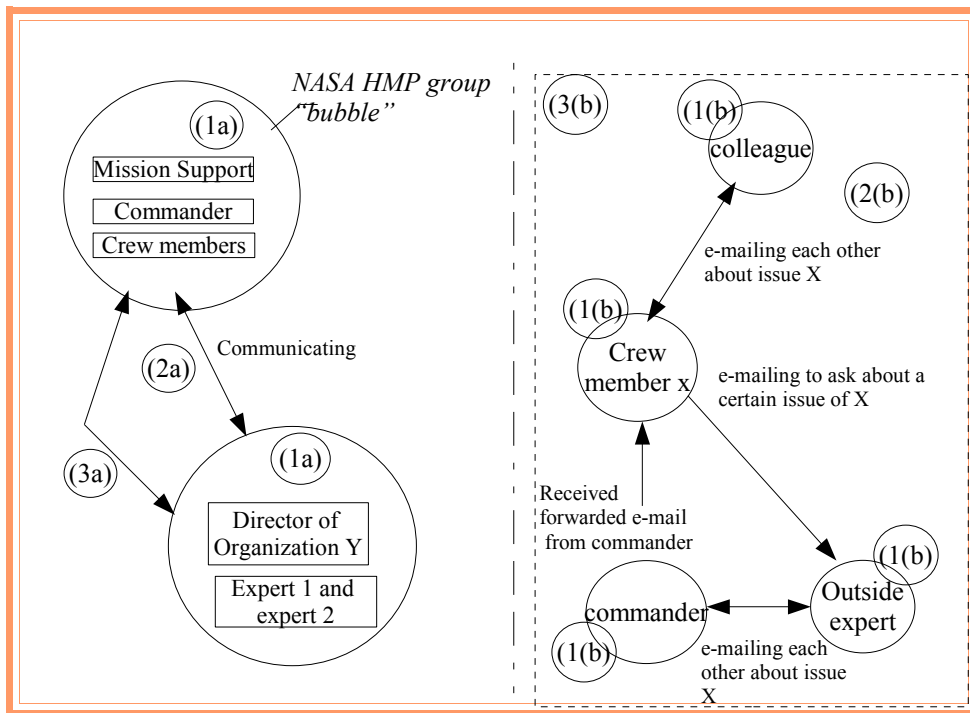 NASA HMP group
“bubble”
(1a)
Mission Support
Commander
Crew members
(2a)
Communicating
(3a)
(1a)
Director of
Organization Y
Expert 1 and
expert 2
(3(b)
(1(b)
colleague
(2(b)
e-mailing each other
about issue X
(1(b)
Crew
member x
e-mailing to ask about a
certain issue of X
Received
forwarded e-mail
from commander
(1(b)
Outside
expert
commander
(1(b)
e-mailing each
other about issue
X